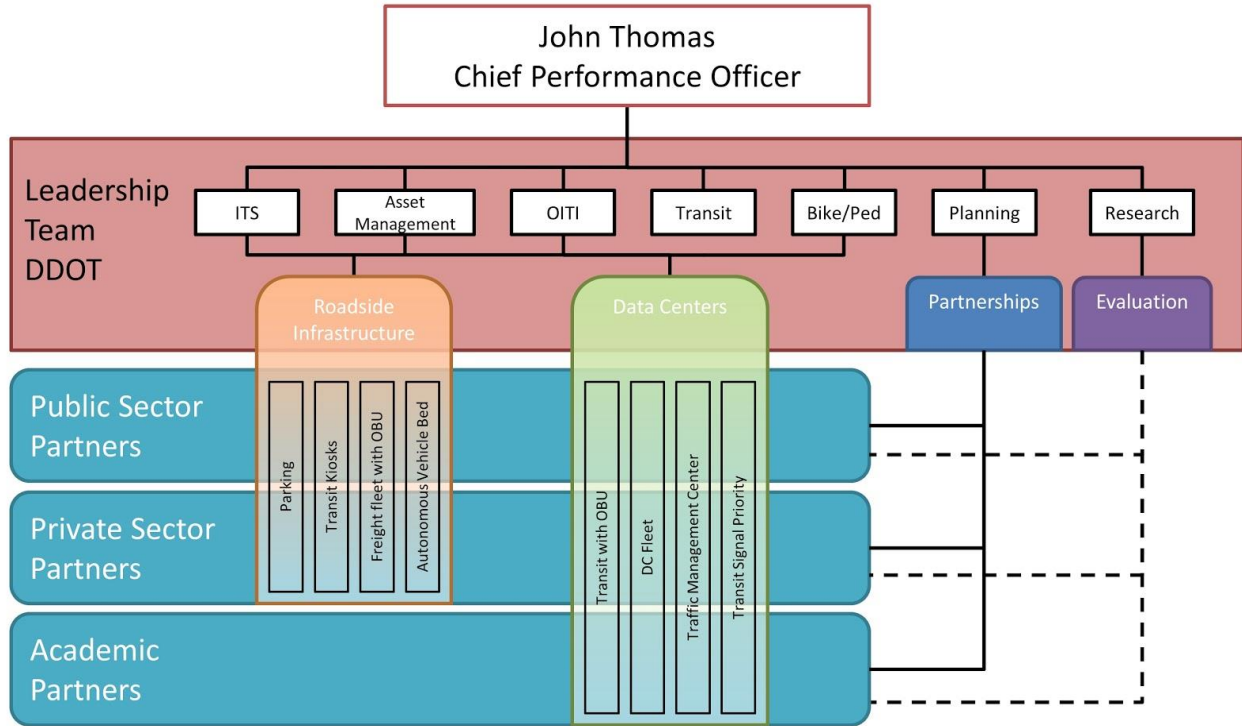 John Thomas
Chief Performance Officer
Leadership
Team
DDOT
ITS
Asset
Management
OITI
Transit
Bike/Ped
Planning
Research
Roadside
Infrastructure
Data Centers
Partnerships
Evaluation
Public Sector
Partners
Private Sector
Partners
Academic
Partners
Parking
Transit Kiosks
Freight fleet with OBU
Autonomous Vehicle Bed
Transit with OBU
DC Fleet
Traffic Management Center
Transit Signal Priority